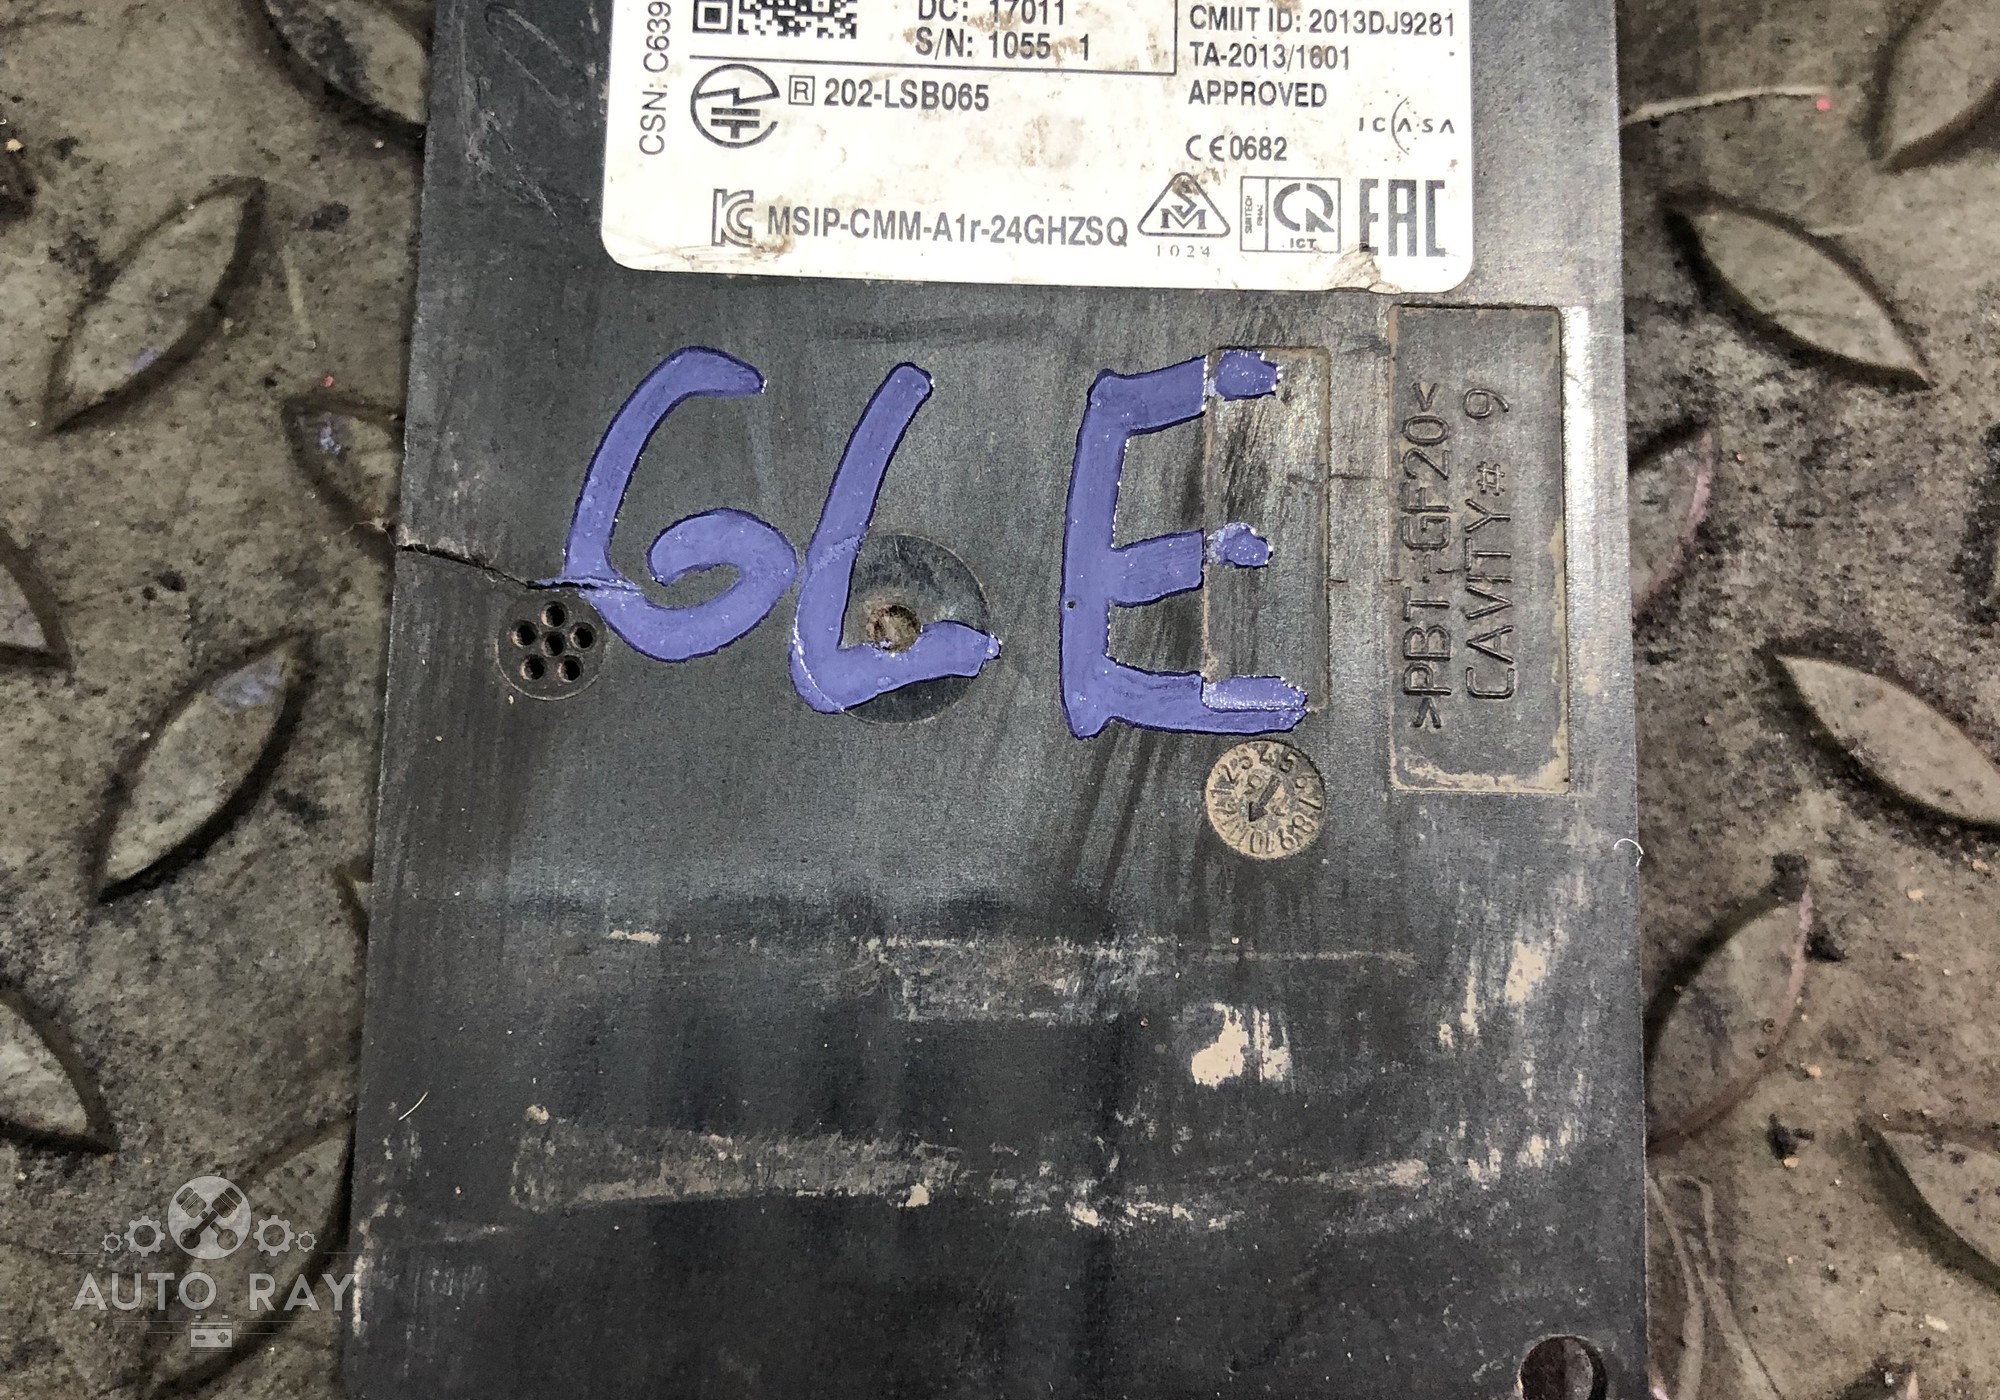 CSN: C639
DC: 17011
S/N: 1055 1
CMIIT ID: 2013DJ9281
TA-2013/1601
APPROVED
R 202-LSB065
ICASA
CE0682
MSIP-CMM-A1r-24GHZSQ
1024
ICT
EAC
GLE
>PBT-GF20<
CAVITY# 9
AUTO RAY